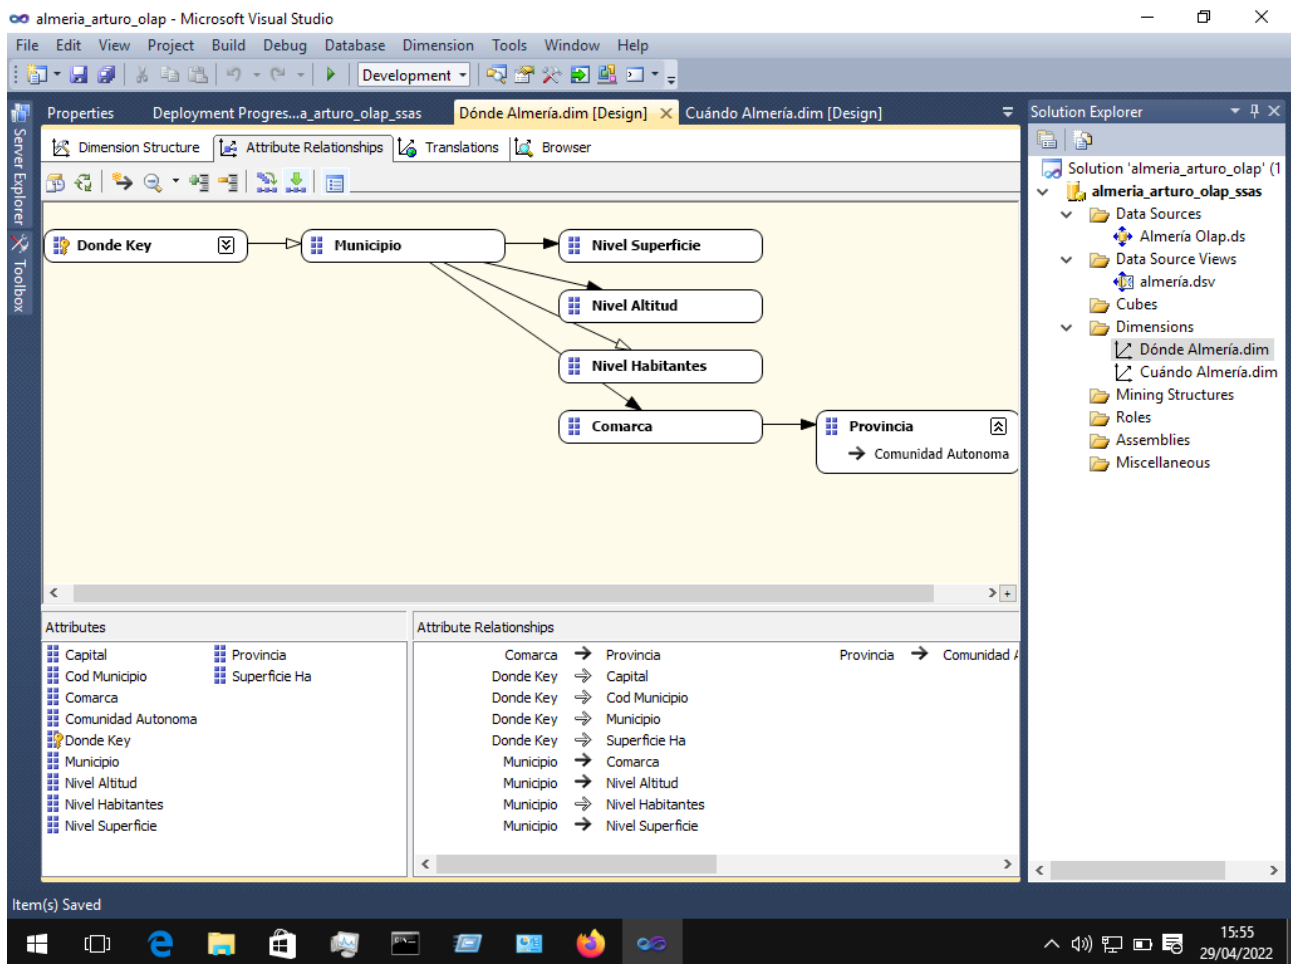 almeria_arturo_olap - Microsoft Visual Studio
File Edit View Project Build Debug Database Dimension Tools Window Help
Development
Server Explorer
Toolbox
Properties Deployment Progres...a_arturo_olap_ssas Dónde Almería.dim [Design] Cuándo Almería.dim [Design]
Dimension Structure Attribute Relationships Translations Browser
Donde Key
Municipio
Nivel Superficie
Nivel Altitud
Nivel Habitantes
Comarca
Provincia
Comunidad Autonoma
Attributes
Capital
Cod Municipio
Comarca
Comunidad Autonoma
Donde Key
Municipio
Nivel Altitud
Nivel Habitantes
Nivel Superficie
Provincia
Superficie Ha
Attribute Relationships
Comarca → Provincia
Donde Key ⇒ Capital
Donde Key ⇒ Cod Municipio
Donde Key ⇒ Municipio
Donde Key ⇒ Superficie Ha
Municipio → Comarca
Municipio → Nivel Altitud
Municipio ⇒ Nivel Habitantes
Municipio → Nivel Superficie
Provincia → Comunidad A
Solution Explorer
Solution 'almeria_arturo_olap' (1
almeria_arturo_olap_ssas
Data Sources
Almería Olap.ds
Data Source Views
almería.dsv
Cubes
Dimensions
Dónde Almería.dim
Cuándo Almería.dim
Mining Structures
Roles
Assemblies
Miscellaneous
Item(s) Saved
15:55
29/04/2022